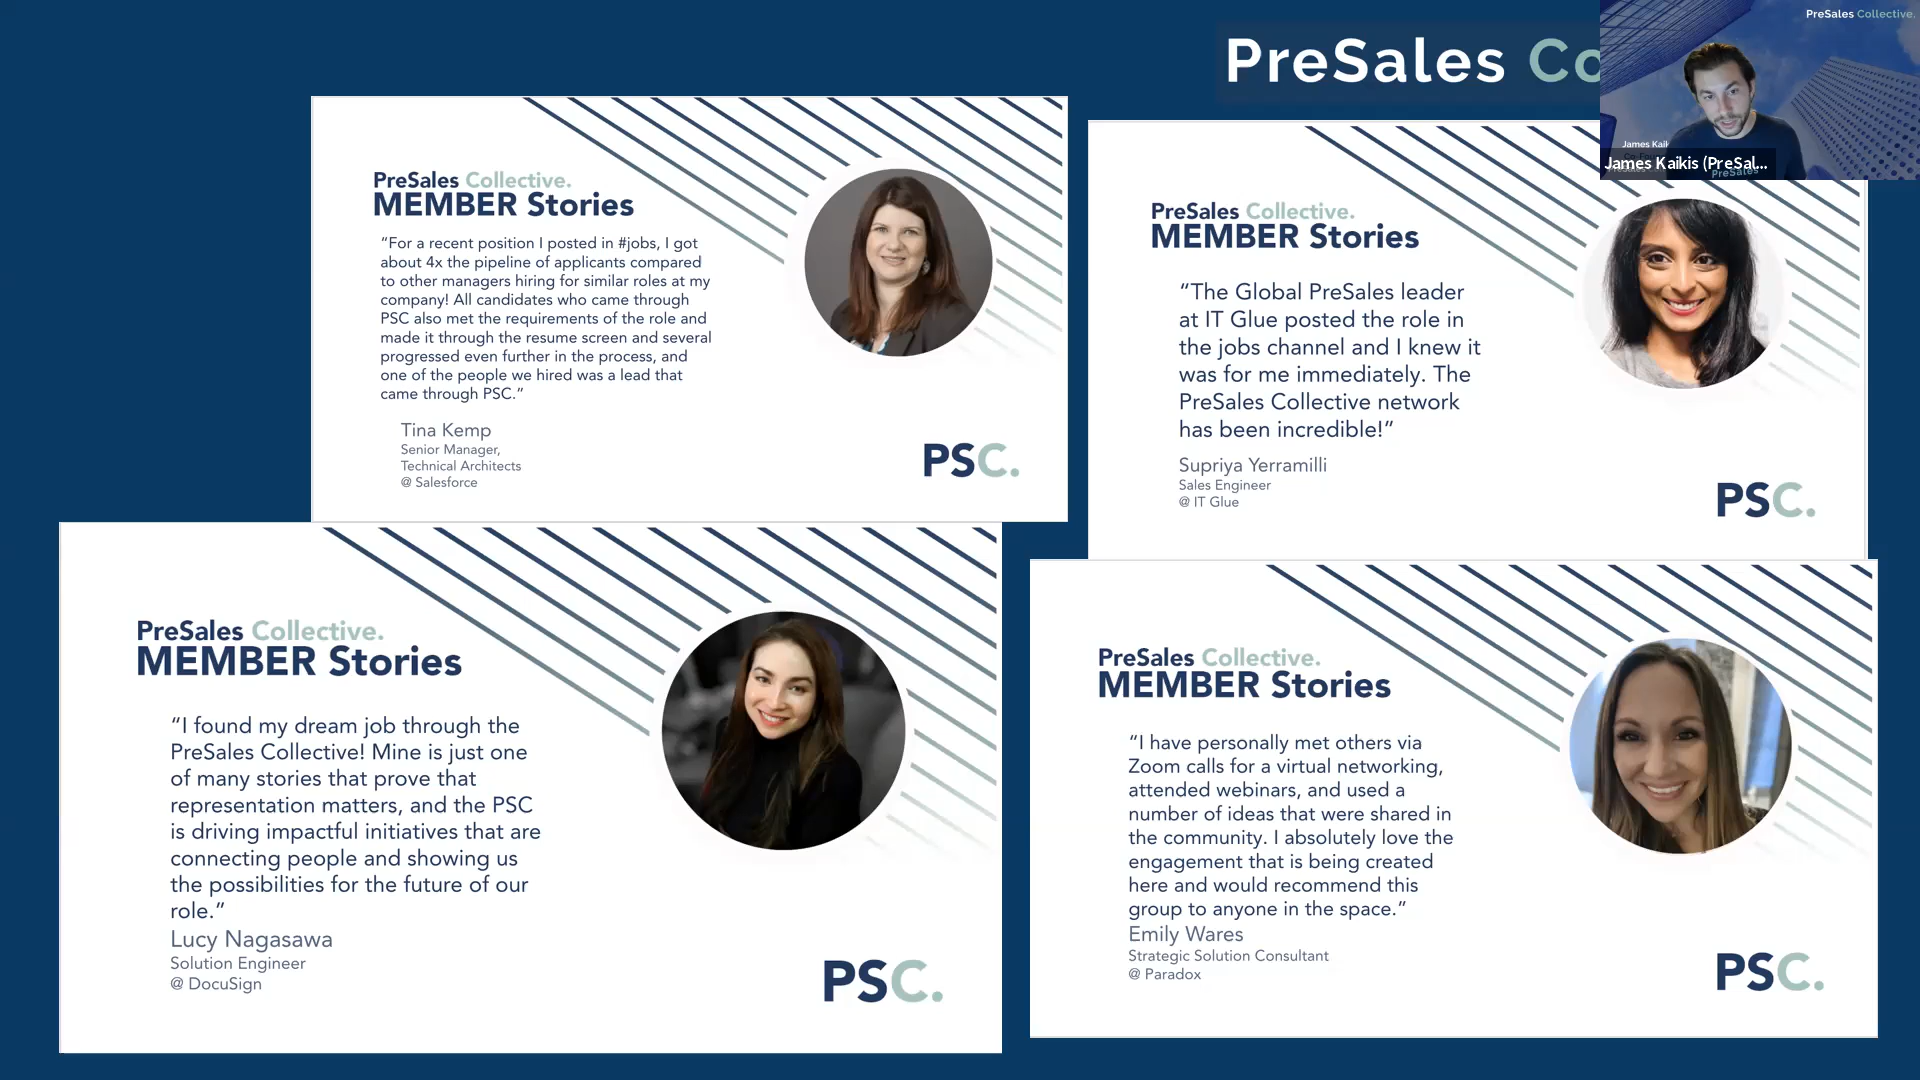 PreSales Co
PreSales Collective.
James Kaik
James Kaikis (PreSal...
PreSales
PreSales Collective.
MEMBER Stories
“For a recent position I posted in #jobs, I got
about 4x the pipeline of applicants compared
to other managers hiring for similar roles at my
company! All candidates who came through
PSC also met the requirements of the role and
made it through the resume screen and several
progressed even further in the process, and
one of the people we hired was a lead that
came through PSC.”
Tina Kemp
Senior Manager,
Technical Architects
@ Salesforce
PSC.
PreSales Collective.
MEMBER Stories
“The Global PreSales leader
at IT Glue posted the role in
the jobs channel and I knew it
was for me immediately. The
PreSales Collective network
has been incredible!”
Supriya Yerramilli
Sales Engineer
@ IT Glue
PSC.
PreSales Collective.
MEMBER Stories
“I found my dream job through the
PreSales Collective! Mine is just one
of many stories that prove that
representation matters, and the PSC
is driving impactful initiatives that are
connecting people and showing us
the possibilities for the future of our
role.”
Lucy Nagasawa
Solution Engineer
@ DocuSign
PSC.
PreSales Collective.
MEMBER Stories
“I have personally met others via
Zoom calls for a virtual networking,
attended webinars, and used a
number of ideas that were shared in
the community. I absolutely love the
engagement that is being created
here and would recommend this
group to anyone in the space.”
Emily Wares
Strategic Solution Consultant
@ Paradox
PSC.